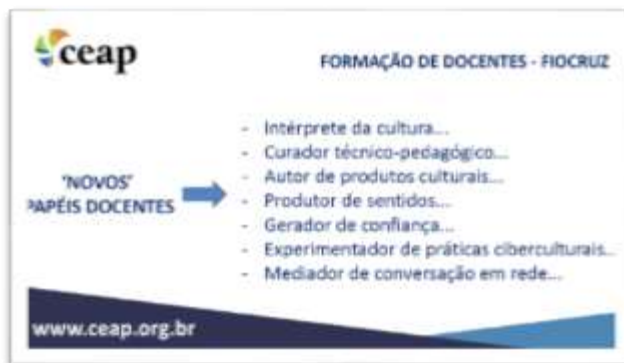 ceap
FORMAÇÃO DE DOCENTES - FIOCRUZ
- Intérprete da cultura...
- Curador técnico-pedagógico...
- Autor de produtos culturais...
- Produtor de sentidos...
- Gerador de confiança...
- Experimentador de práticas ciberculturais...
- Mediador de conversação em rede...
'NOVOS'
PAPÉIS DOCENTES
www.ceap.org.br